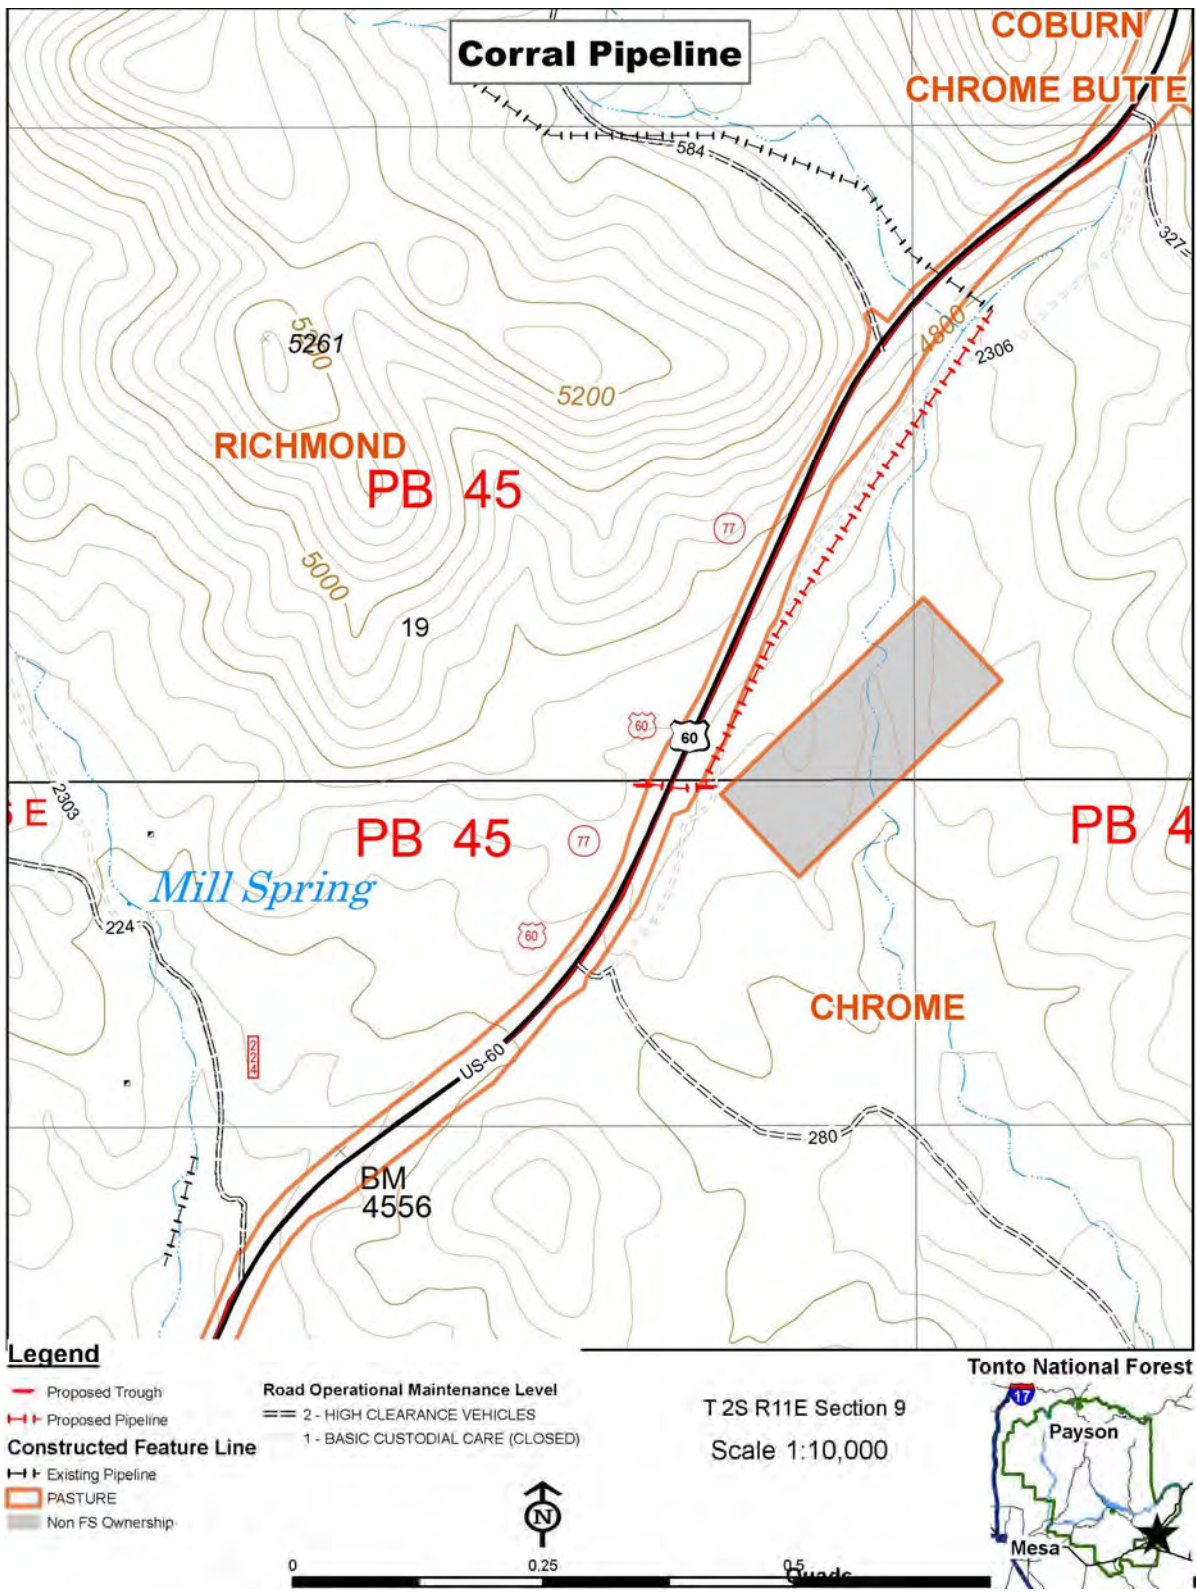 Corral Pipeline
COBURN
CHROME BUTTE
584
327
4800
2306
5200
5261
5200
RICHMOND
PB 45
77
5000
19
60
60
2303
6 E
PB 45
77
PB 4
Mill Spring
224
60
CHROME
224
US-60
280
BM
4556
Legend
Proposed Trough
Proposed Pipeline
Constructed Feature Line
Existing Pipeline
PASTURE
Non FS Ownership
Road Operational Maintenance Level
2 - HIGH CLEARANCE VEHICLES
1 - BASIC CUSTODIAL CARE (CLOSED)
N
T 2S R11E Section 9
Scale 1:10,000
Tonto National Forest
17
Payson
Mesa
0
0.25
0.5
Quads